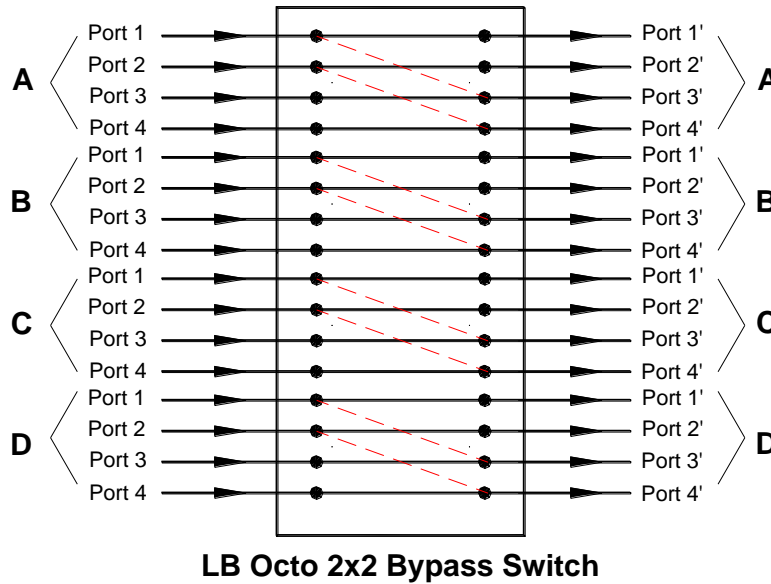 Port 1 Port 1'
Port 2 Port 2'
A A
Port 3 Port 3'
Port 4 Port 4'
Port 1 Port 1'
Port 2 Port 2'
B B
Port 3 Port 3'
Port 4 Port 4'
Port 1 Port 1'
Port 2 Port 2'
C C
Port 3 Port 3'
Port 4 Port 4'
Port 1 Port 1'
Port 2 Port 2'
D D
Port 3 Port 3'
Port 4 Port 4'
LB Octo 2x2 Bypass Switch